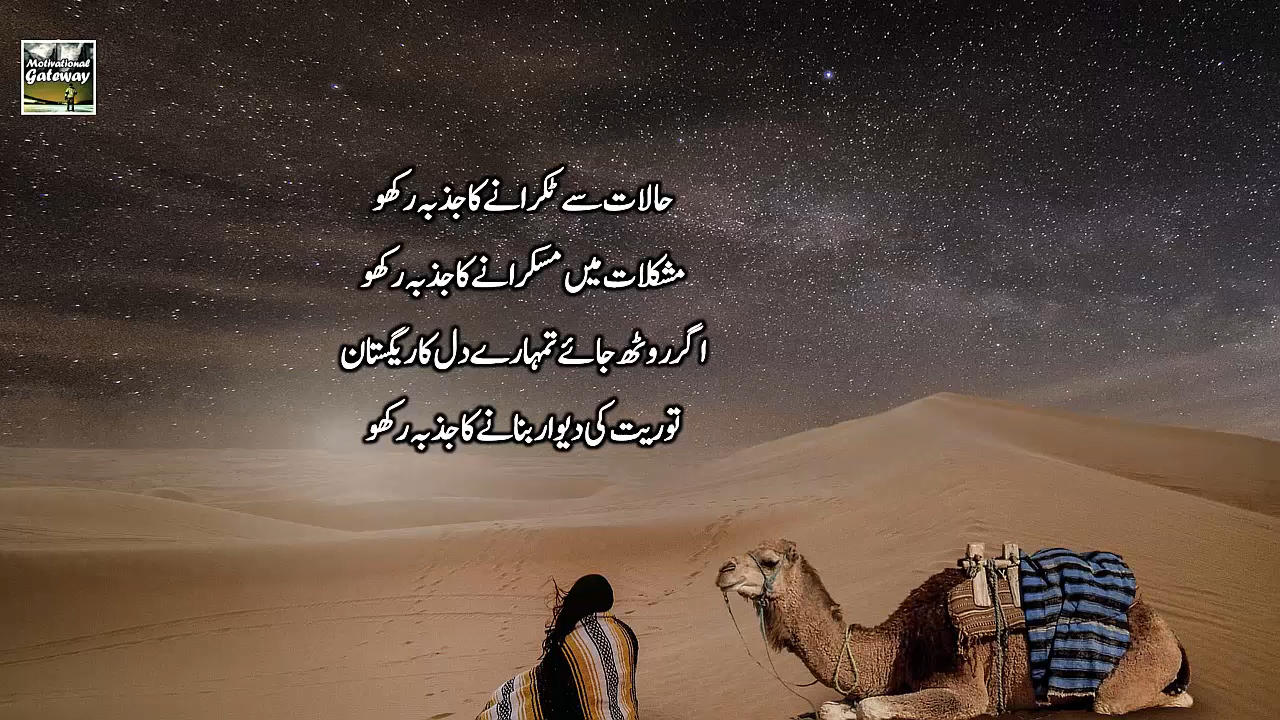 Motivational
Gateway
حالات سے ٹکرانے کا جذبہ رکھو
مشکلات میں مسکرانے کا جذبہ رکھو
اگر روٹھ جائے تمہارے دل کا ریگستان
تو ریت کی دیوار بنانے کا جذبہ رکھو